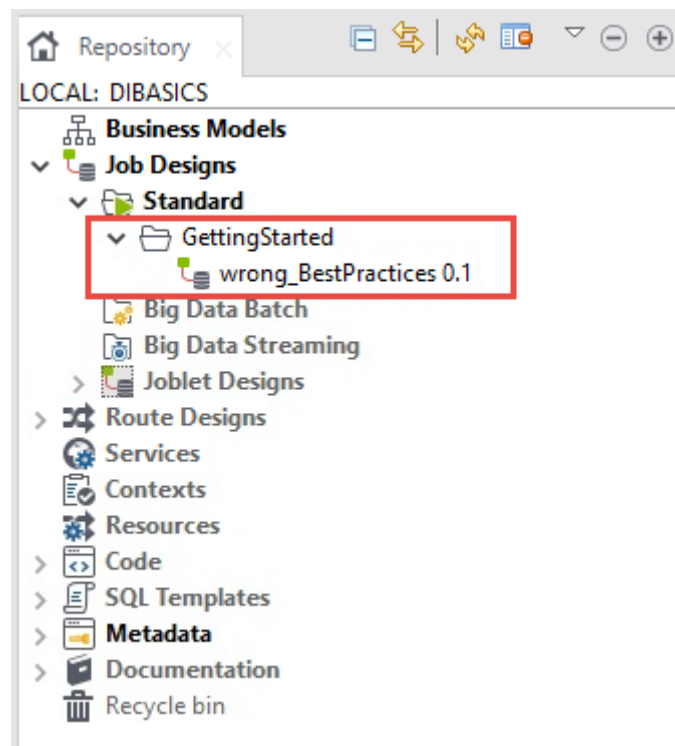 Repository
LOCAL: DIBASICS
Business Models
Job Designs
Standard
GettingStarted
wrong_BestPractices 0.1
Big Data Batch
Big Data Streaming
Joblet Designs
Route Designs
Services
Contexts
Resources
Code
SQL Templates
Metadata
Documentation
Recycle bin